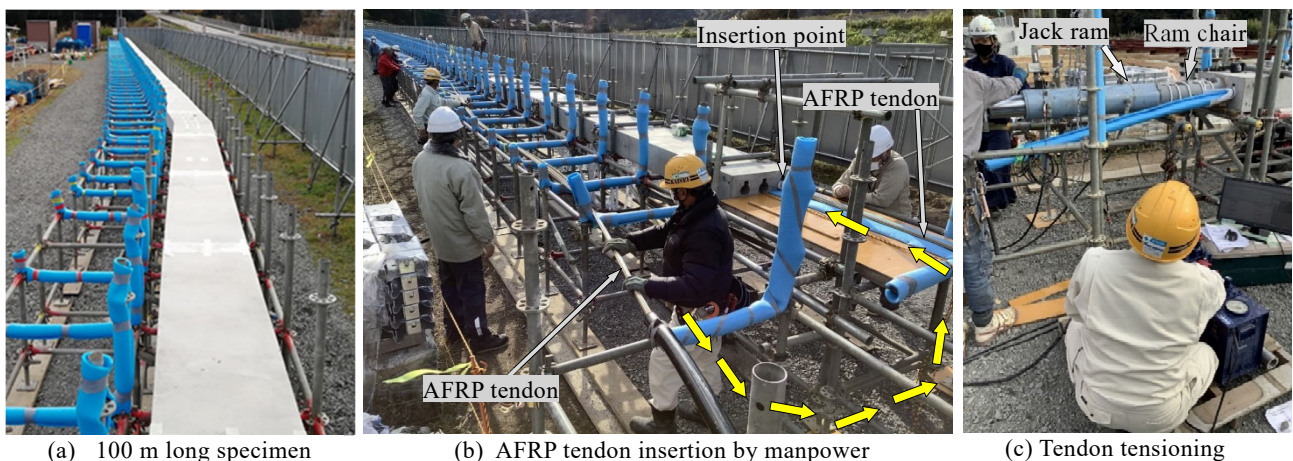 Insertion point
AFRP tendon
AFRP tendon
Jack ram
Ram chair
(a) 100 m long specimen
(b) AFRP tendon insertion by manpower
(c) Tendon tensioning